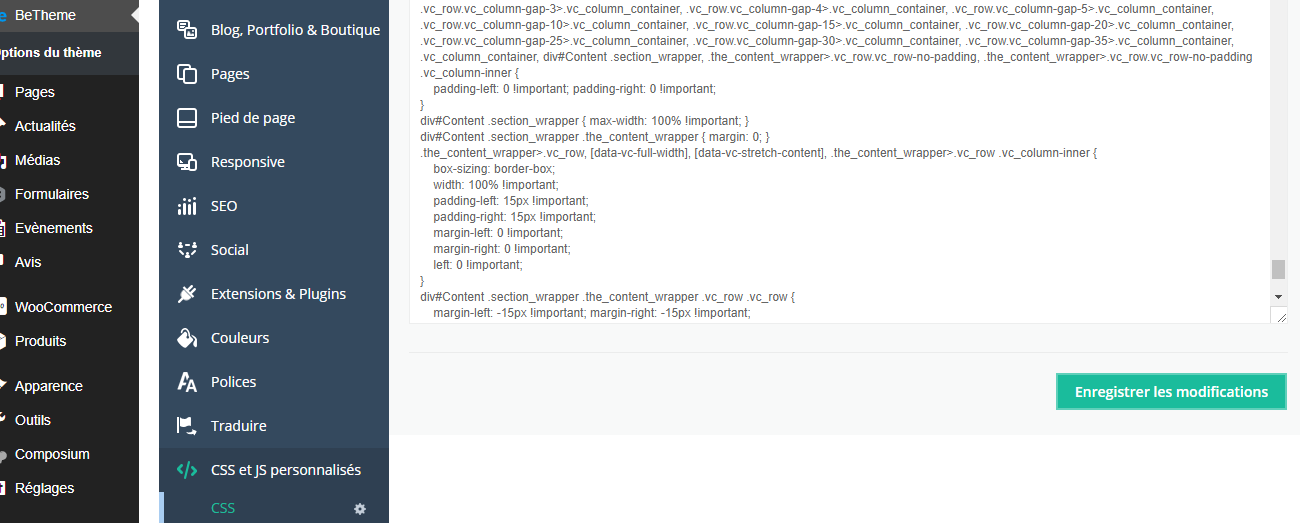 BeTheme
ptions du thème
Pages
Actualités
Médias
Formulaires
Evènements
Avis
WooCommerce
Produits
Apparence
Outils
Composium
Réglages
Blog, Portfolio & Boutique
Pages
Pied de page
Responsive
SEO
Social
Extensions & Plugins
Couleurs
Polices
Traduire
CSS et JS personnalisés
CSS
.vc_row.vc_column-gap-3>.vc_column_container, .vc_row.vc_column-gap-4>.vc_column_container, .vc_row.vc_column-gap-5>.vc_column_container,
.vc_row.vc_column-gap-10>.vc_column_container, .vc_row.vc_column-gap-15>.vc_column_container, .vc_row.vc_column-gap-20>.vc_column_container,
.vc_row.vc_column-gap-25>.vc_column_container, .vc_row.vc_column-gap-30>.vc_column_container, .vc_row.vc_column-gap-35>.vc_column_container,
.vc_column_container, div#Content .section_wrapper, .the_content_wrapper>.vc_row.vc_row-no-padding, .the_content_wrapper>.vc_row.vc_row-no-padding
.vc_column-inner {
padding-left: 0 !important; padding-right: 0 !important;
}
div#Content .section_wrapper { max-width: 100% !important; }
div#Content .section_wrapper .the_content_wrapper { margin: 0; }
.the_content_wrapper>.vc_row, [data-vc-full-width], [data-vc-stretch-content], .the_content_wrapper>.vc_row .vc_column-inner {
box-sizing: border-box;
width: 100% !important;
padding-left: 15px !important;
padding-right: 15px !important;
margin-left: 0 !important;
margin-right: 0 !important;
left: 0 !important;
}
div#Content .section_wrapper .the_content_wrapper .vc_row .vc_row {
margin-left: -15px !important; margin-right: -15px !important;
Enregistrer les modifications